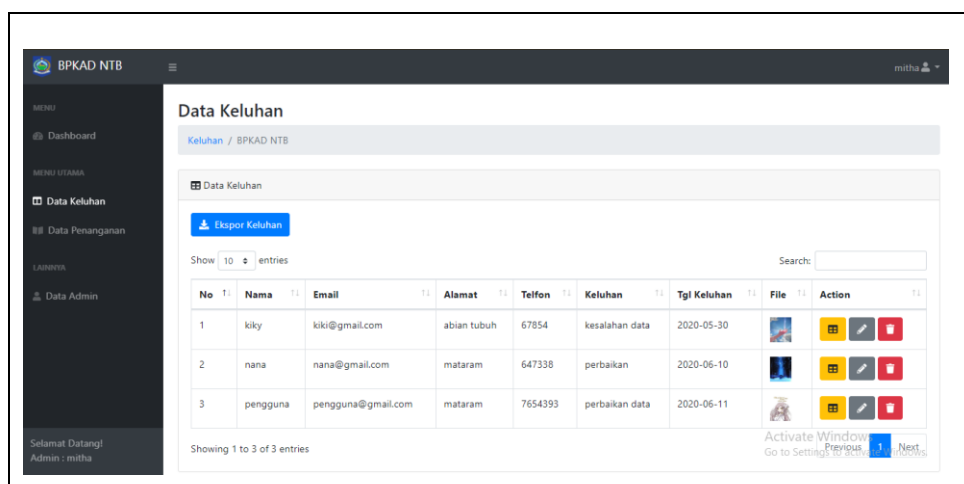 BPKAD NTB
mitha
MENU
Dashboard
MENU UTAMA
Data Keluhan
Data Penanganan
LAINNYA
Data Admin
Selamat Datang!
Admin : mitha
Data Keluhan
Keluhan / BPKAD NTB
Data Keluhan
Ekspor Keluhan
Show 10 entries
Search:
No Nama Email Alamat Telfon Keluhan Tgl Keluhan File Action
1 kiky kiki@gmail.com abian tubuh 67854 kesalahan data 2020-05-30
2 nana nana@gmail.com mataram 647338 perbaikan 2020-06-10
3 pengguna pengguna@gmail.com mataram 7654393 perbaikan data 2020-06-11
Showing 1 to 3 of 3 entries
Previous 1 Next
Activate Windows
Go to Settings to activate Windows.